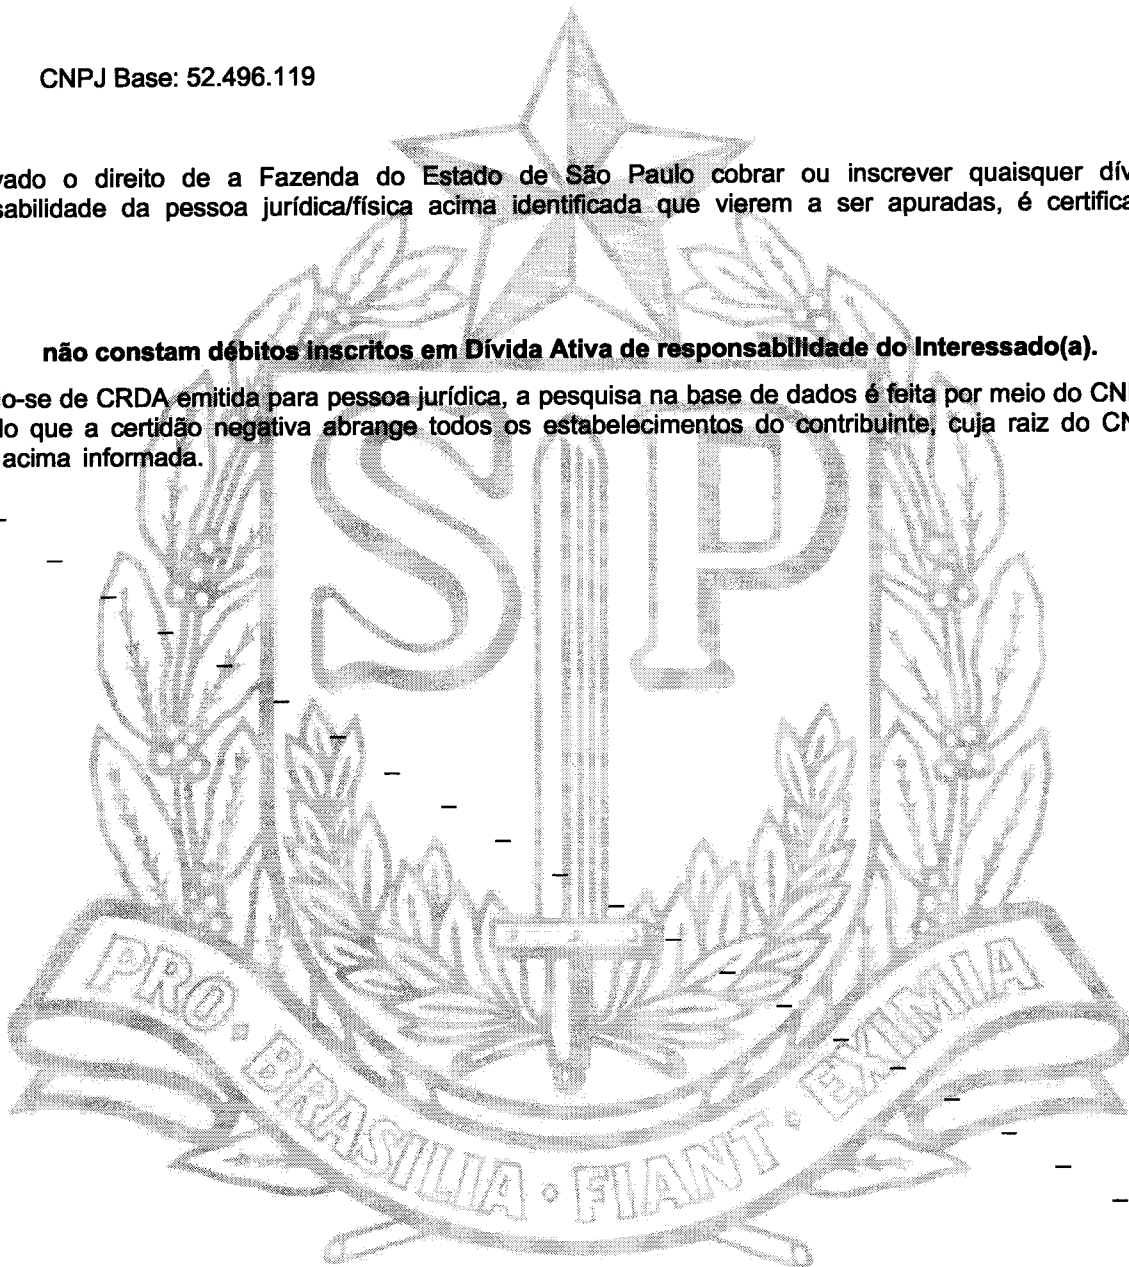 CNPJ Base: 52.496.119
vado o direito de a Fazenda do Estado de São Paulo cobrar ou inscrever quaisquer dív
sabilidade da pessoa jurídica/física acima identificada que vierem a ser apuradas, é certifica
não constam débitos inscritos em Dívida Ativa de responsabilidade do Interessado(a).
o-se de CRDA emitida para pessoa jurídica, a pesquisa na base de dados é feita por meio do CN
do que a certidão negativa abrange todos os estabelecimentos do contribuinte, cuja raiz do CN
acima informada.
SP
PRO · BRASILIA · FIANT · EXIMIA